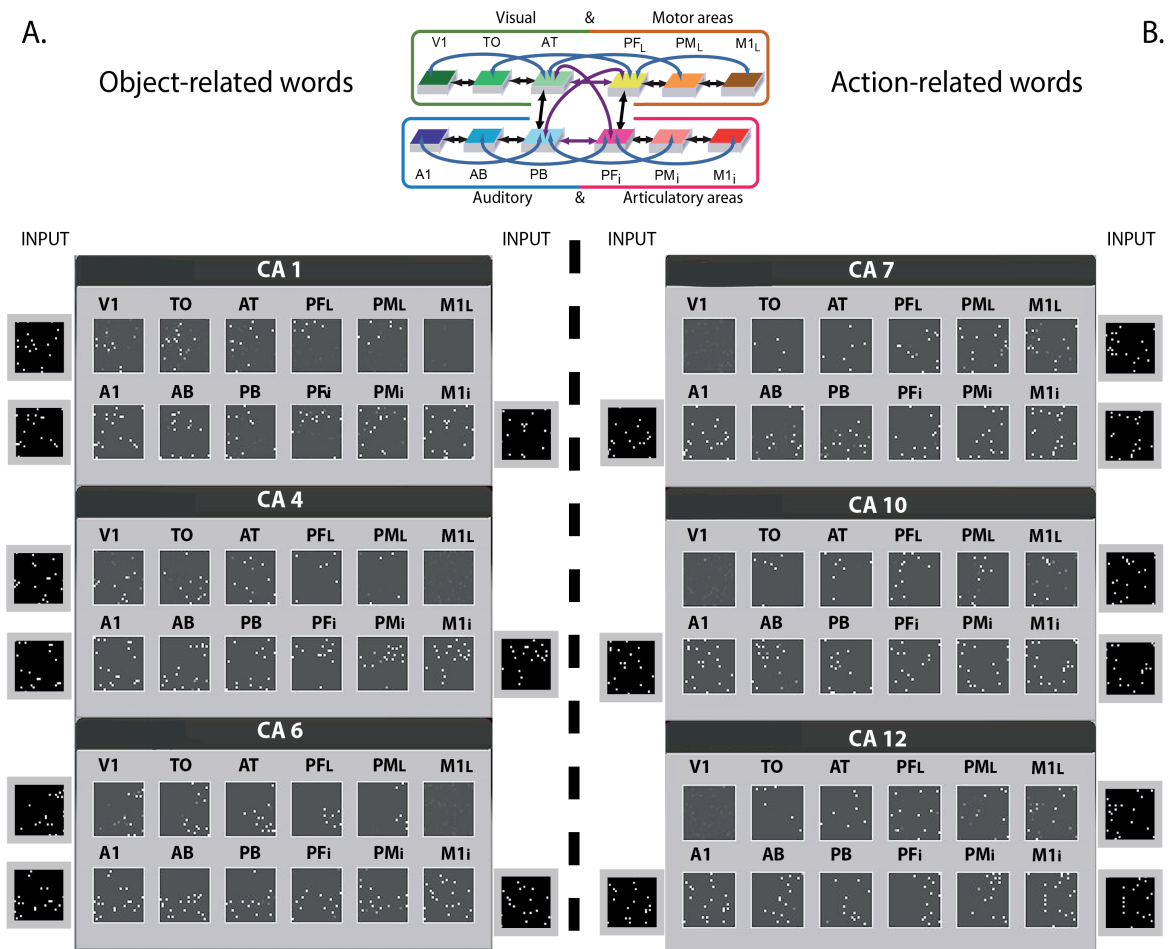 A.
Visual & Motor areas
B.
V1 TO AT PFL PML M1L
Object-related words
Action-related words
A1 AB PB PFi PMi M1i
Auditory & Articulatory areas
INPUT INPUT INPUT INPUT
CA 1
V1 TO AT PFL PML M1L
A1 AB PB PFi PMi M1i
CA 4
V1 TO AT PFL PML M1L
A1 AB PB PFi PMi M1i
CA 6
V1 TO AT PFL PML M1L
A1 AB PB PFi PMi M1i
CA 7
V1 TO AT PFL PML M1L
A1 AB PB PFi PMi M1i
CA 10
V1 TO AT PFL PML M1L
A1 AB PB PFi PMi M1i
CA 12
V1 TO AT PFL PML M1L
A1 AB PB PFi PMi M1i